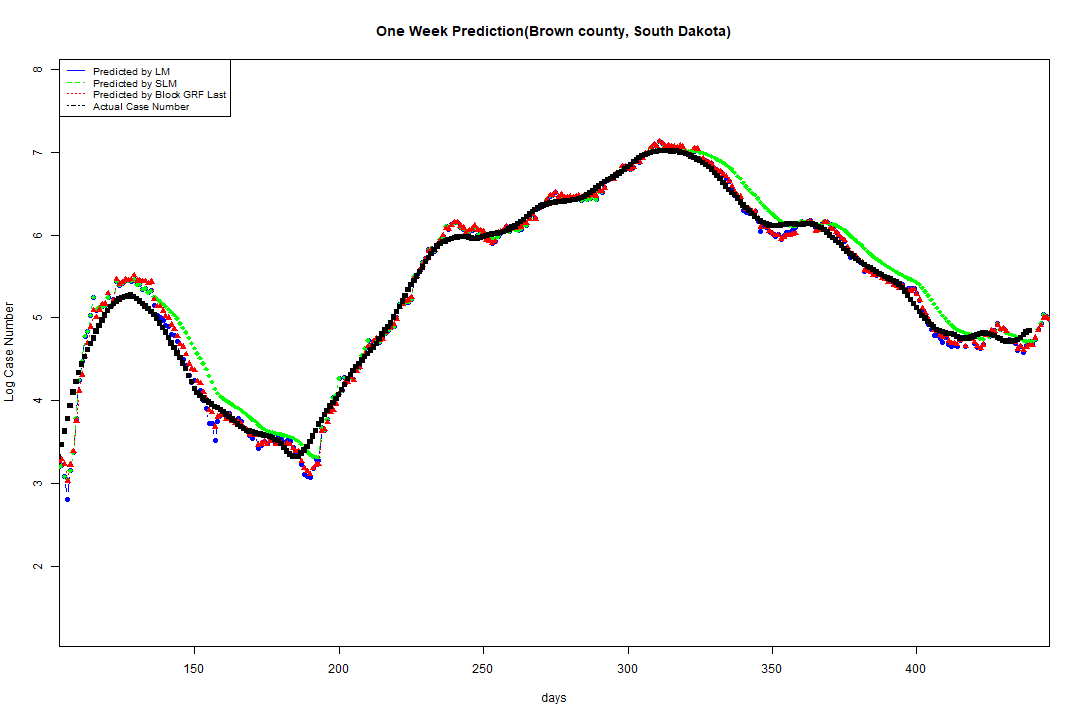 One Week Prediction(Brown county, South Dakota)
Predicted by LM
Predicted by SLM
Predicted by Block GRF Last
Actual Case Number
8
7
6
5
4
3
2
Log Case Number
150 200 250 300 350 400
days